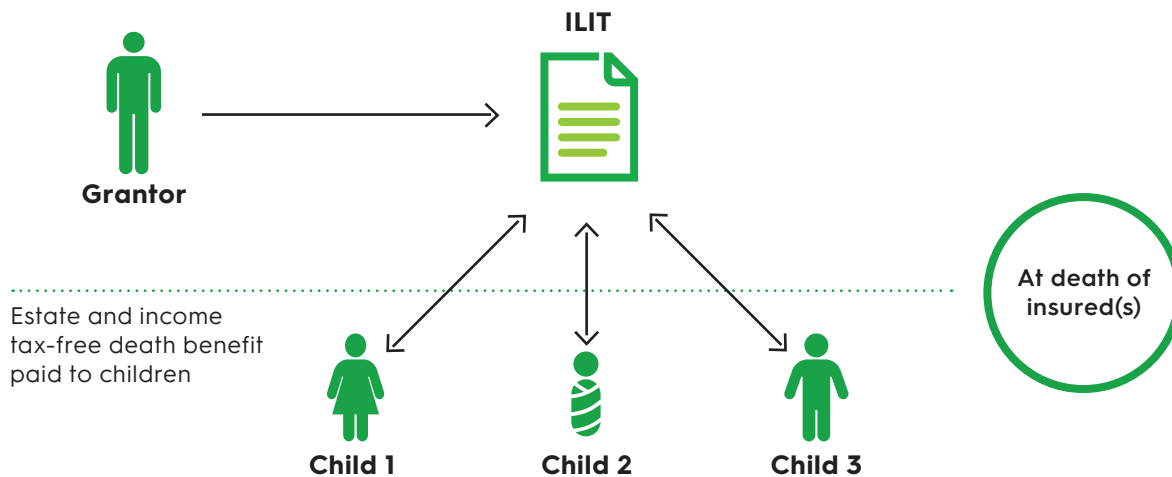 ILIT
Grantor
At death of
insured(s)
Estate and income
tax-free death benefit
paid to children
Child 1
Child 2
Child 3